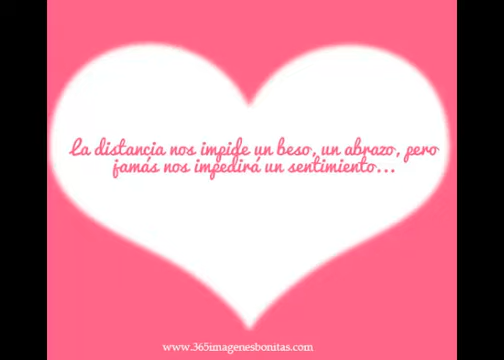 La distancia nos impide un beso, un abrazo, pero
jamás nos impedirá un sentimiento...
www.365imagenesbonitas.com